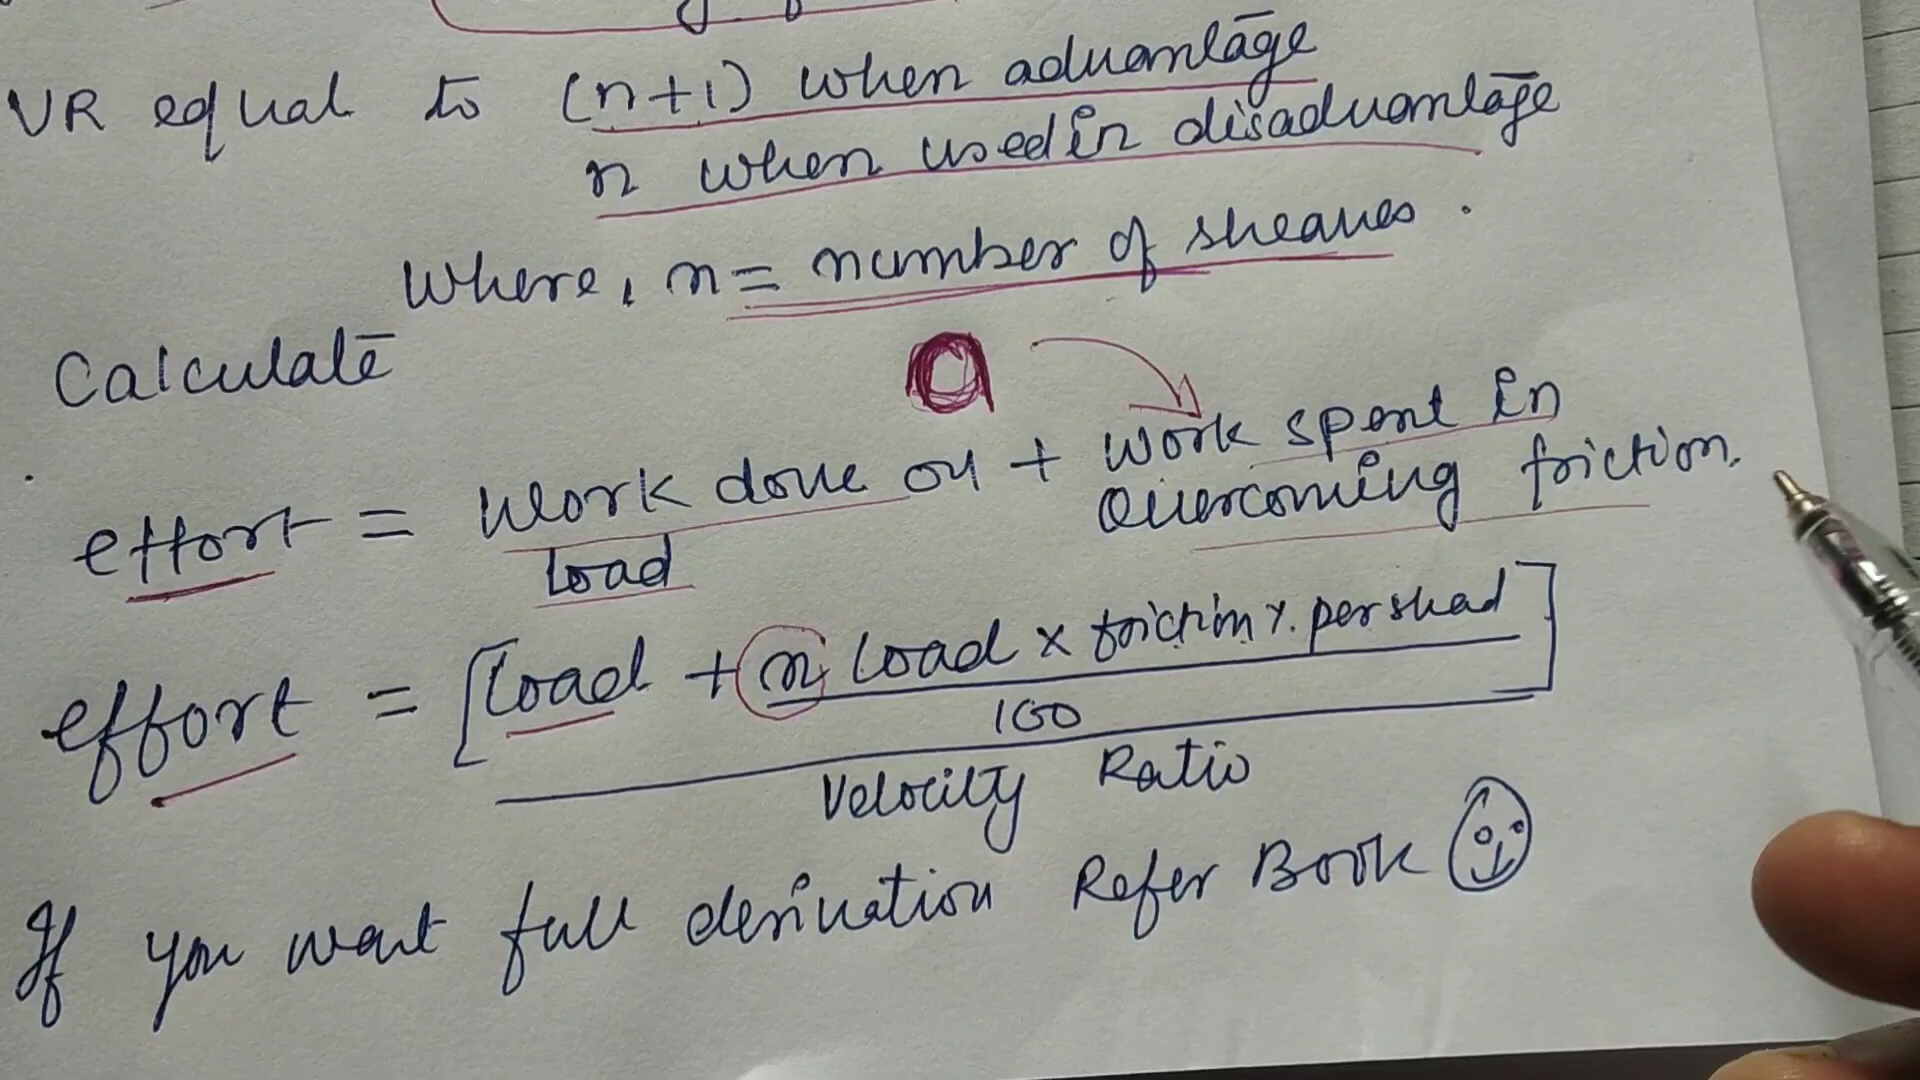 VR equal to (n+1) when advantage
n when used in disadvantage
Where, n = number of sheaves.
Calculate
effort = Work done on + Work spent in
load overcoming friction.
effort = [load + n load × friction % per shead]
100
Velocity Ratio
If you want full derivation Refer Book